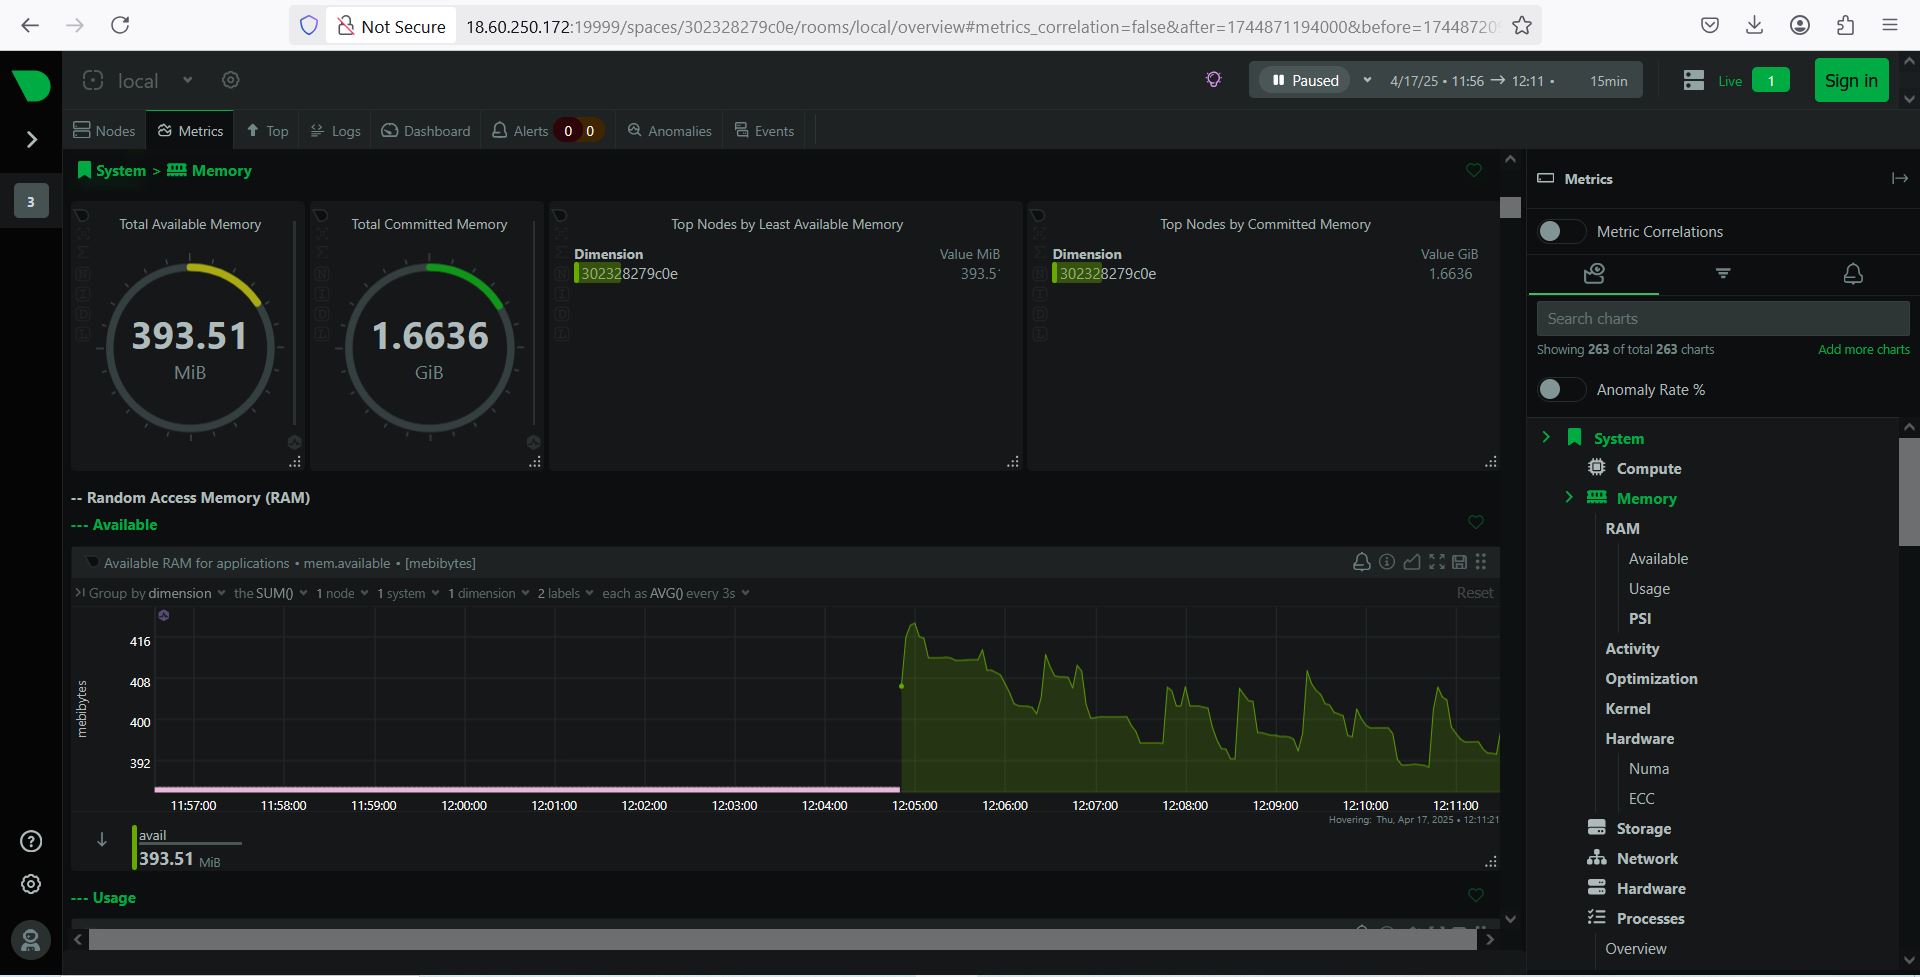 Not Secure
18.60.250.172:19999/spaces/302328279c0e/rooms/local/overview#metrics_correlation=false&after=1744871194000&before=174487209
local
Paused
4/17/25 • 11:56 → 12:11 •
15min
Live
1
Sign in
Nodes
Metrics
Top
Logs
Dashboard
Alerts
0
0
Anomalies
Events
3
System > Memory
Total Available Memory
393.51
MiB
Total Committed Memory
1.6636
GiB
Top Nodes by Least Available Memory
Dimension
Value MiB
302328279c0e
393.5
Top Nodes by Committed Memory
Dimension
Value GiB
302328279c0e
1.6636
-- Random Access Memory (RAM)
--- Available
Available RAM for applications • mem.available • [mebibytes]
Group by dimension
the SUM()
1 node
1 system
1 dimension
2 labels
each as AVG() every 3s
Reset
mebibytes
416
408
400
392
11:57:00
11:58:00
11:59:00
12:00:00
12:01:00
12:02:00
12:03:00
12:04:00
12:05:00
12:06:00
12:07:00
12:08:00
12:09:00
12:10:00
12:11:00
Hovering: Thu, Apr 17, 2025 • 12:11:21
avail
393.51 MiB
--- Usage
Metrics
Metric Correlations
Search charts
Showing 263 of total 263 charts
Add more charts
Anomaly Rate %
System
Compute
Memory
RAM
Available
Usage
PSI
Activity
Optimization
Kernel
Hardware
Numa
ECC
Storage
Network
Hardware
Processes
Overview